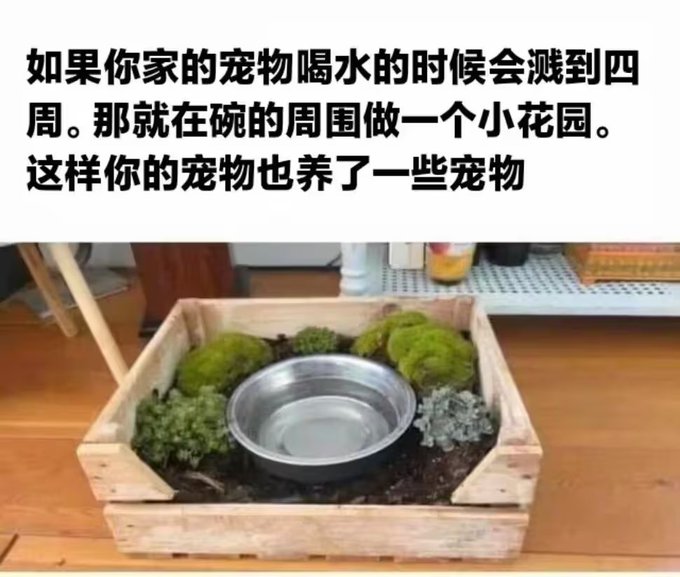 如果你家的宠物喝水的时候会溅到四
周。那就在碗的周围做一个小花园。
这样你的宠物也养了一些宠物